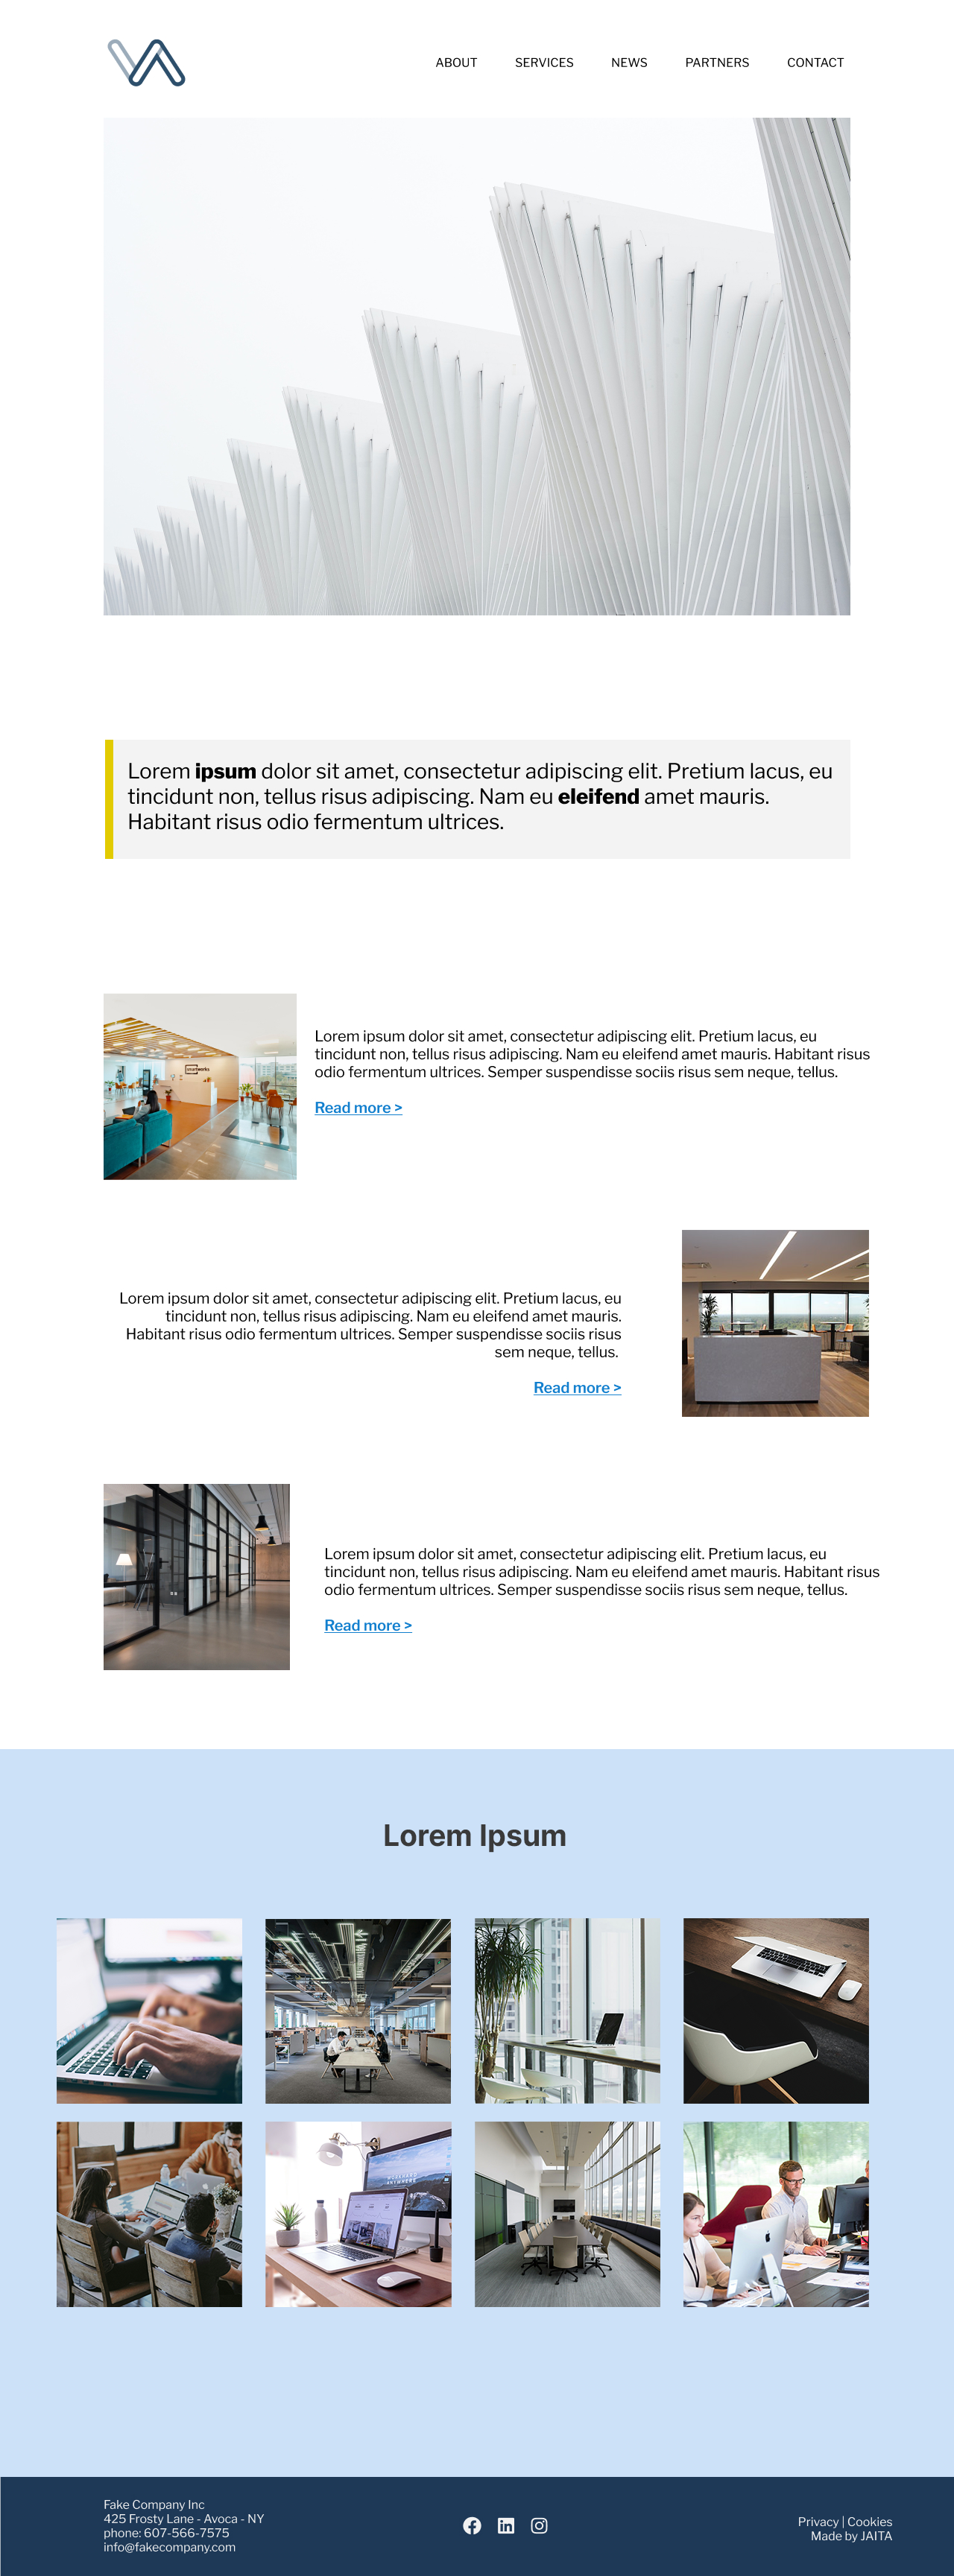 ABOUT SERVICES NEWS PARTNERS CONTACT
Lorem ipsum dolor sit amet, consectetur adipiscing elit. Pretium lacus, eu
tincidunt non, tellus risus adipiscing. Nam eu eleifend amet mauris.
Habitant risus odio fermentum ultrices.
Lorem ipsum dolor sit amet, consectetur adipiscing elit. Pretium lacus, eu
tincidunt non, tellus risus adipiscing. Nam eu eleifend amet mauris. Habitant risus
odio fermentum ultrices. Semper suspendisse sociis risus sem neque, tellus.
Read more >
Lorem ipsum dolor sit amet, consectetur adipiscing elit. Pretium lacus, eu
tincidunt non, tellus risus adipiscing. Nam eu eleifend amet mauris.
Habitant risus odio fermentum ultrices. Semper suspendisse sociis risus
sem neque, tellus.
Read more >
Lorem ipsum dolor sit amet, consectetur adipiscing elit. Pretium lacus, eu
tincidunt non, tellus risus adipiscing. Nam eu eleifend amet mauris. Habitant risus
odio fermentum ultrices. Semper suspendisse sociis risus sem neque, tellus.
Read more >
Lorem Ipsum
Fake Company Inc
425 Frosty Lane - Avoca - NY
phone: 607-566-7575
info@fakecompany.com
Privacy | Cookies
Made by JAITA